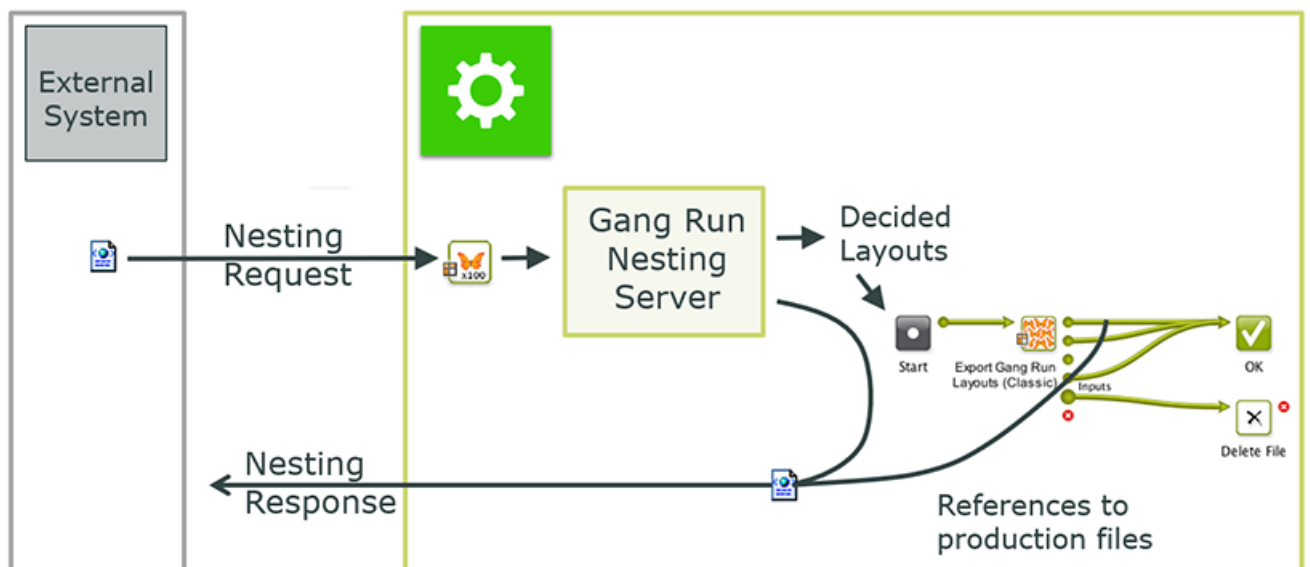 External
System
Nesting
Request
x100
Gang Run
Nesting
Server
Decided
Layouts
Start
Export Gang Run
Layouts (Classic)
Inputs
OK
Delete File
Nesting
Response
References to
production files